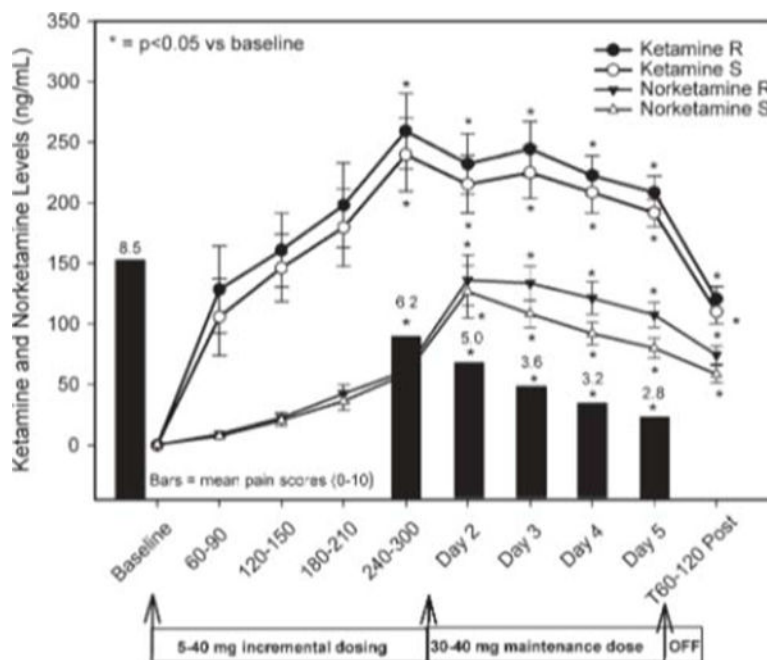 350
300
250
200
150
100
50
0
Ketamine and Norketamine Levels (ng/mL)
* = p<0.05 vs baseline
Ketamine R
Ketamine S
Norketamine R
Norketamine S
8.5
6.2
5.0
3.6
3.2
2.8
Bars = mean pain scores (0-10)
Baseline
60-90
120-150
180-210
240-300
Day 2
Day 3
Day 4
Day 5
T60-120 Post
5-40 mg incremental dosing
30-40 mg maintenance dose
OFF